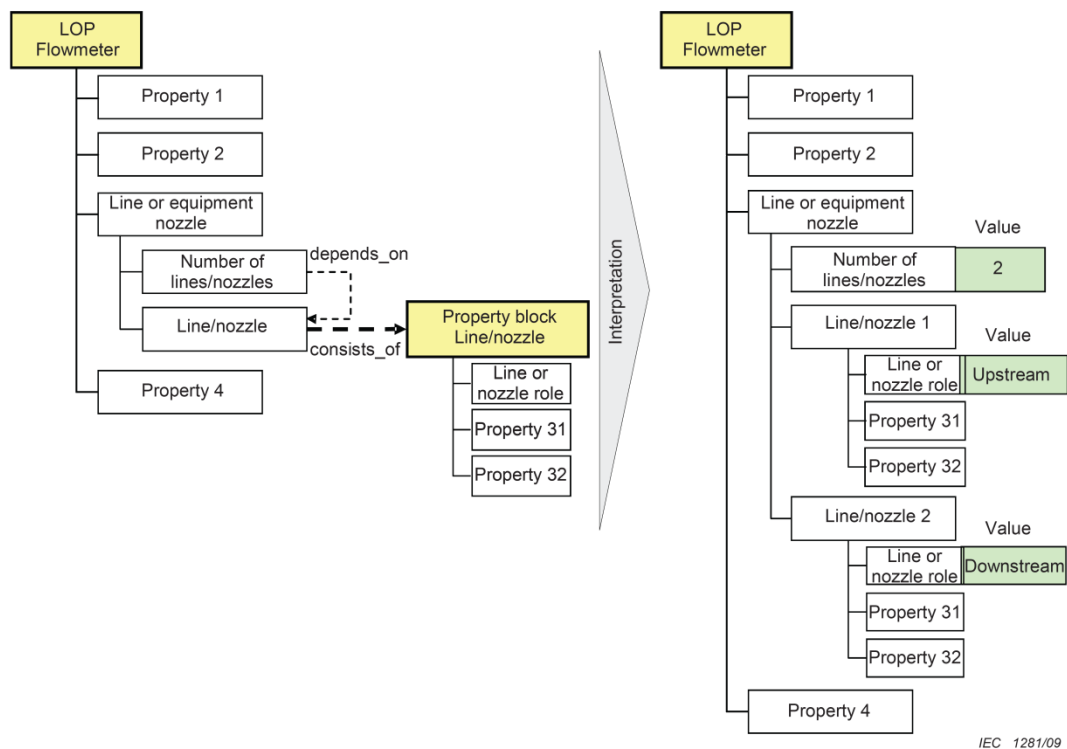 LOP
Flowmeter
Property 1
Property 2
Line or equipment
nozzle
Number of
lines/nozzles
depends_on
Line/nozzle
consists_of
Property block
Line/nozzle
Line or
nozzle role
Property 31
Property 32
Property 4
Interpretation
LOP
Flowmeter
Property 1
Property 2
Line or equipment
nozzle
Value
Number of
lines/nozzles
2
Line/nozzle 1
Value
Line or
nozzle role
Upstream
Property 31
Property 32
Line/nozzle 2
Value
Line or
nozzle role
Downstream
Property 31
Property 32
Property 4
IEC 1281/09